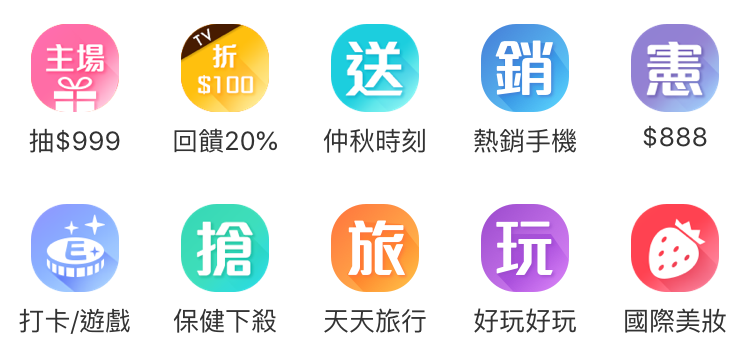 主場
TV
折
$100
送
銷
憲
抽$999
回饋20%
仲秋時刻
熱銷手機
$888
E
搶
旅
玩
打卡/遊戲
保健下殺
天天旅行
好玩好玩
國際美妝